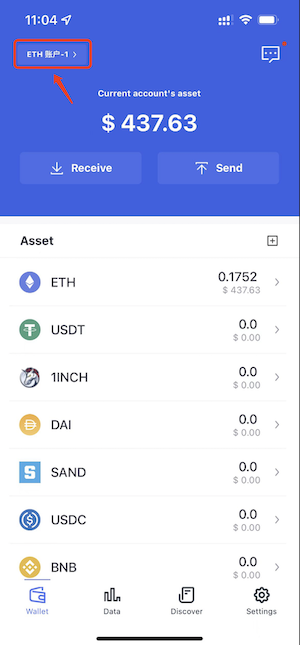 11:04
ETH 账户-1 >
Current account's asset
$ 437.63
Receive
Send
Asset
ETH
0.1752
$ 437.63
USDT
0.0
$ 0.00
1INCH
0.0
$ 0.00
DAI
0.0
$ 0.00
SAND
0.0
$ 0.00
USDC
0.0
$ 0.00
BNB
0.0
$ 0.00
Wallet
Data
Discover
Settings